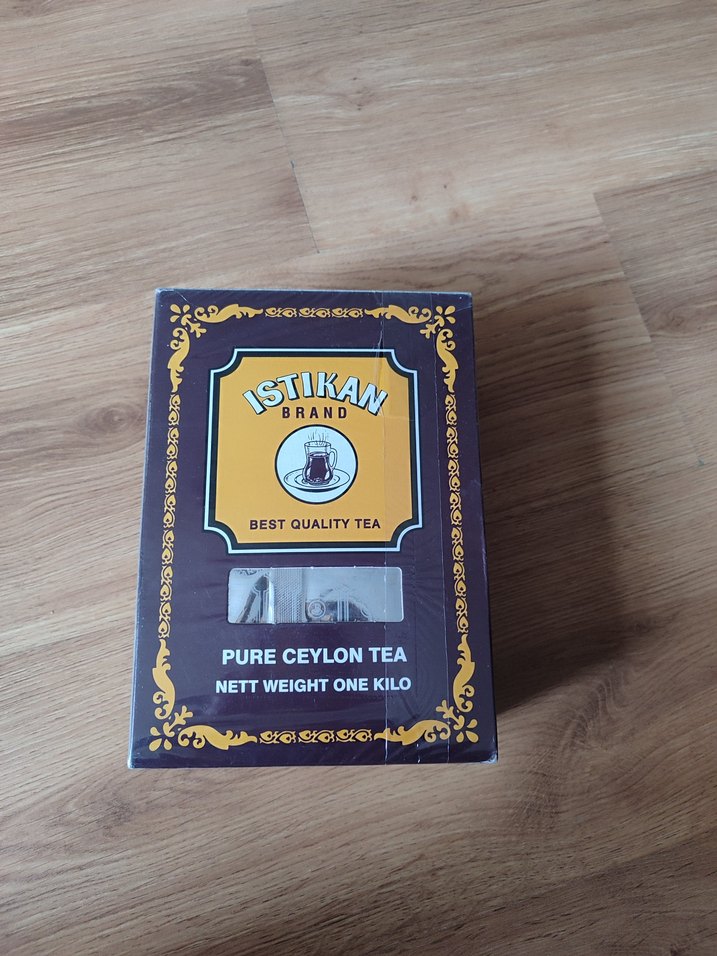 ISTIKAN
BRAND
BEST QUALITY TEA
PURE CEYLON TEA
NETT WEIGHT ONE KILO